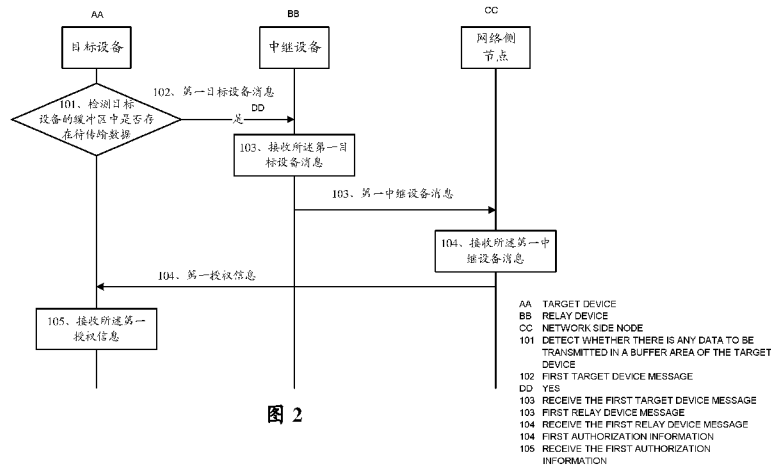 AA
BB
CC
目标设备
中继设备
网络侧
节点
102、第一目标设备消息
101、检测目标
设备的缓冲区中是否存
在待传输数据
DD
是
103、接收所述第一目
标设备消息
103、第一中继设备消息
104、接收所述第一中
继设备消息
104、第一授权信息
105、接收所述第一
授权信息
图 2
AA TARGET DEVICE
BB RELAY DEVICE
CC NETWORK SIDE NODE
101 DETECT WHETHER THERE IS ANY DATA TO BE
TRANSMITTED IN A BUFFER AREA OF THE TARGET
DEVICE
102 FIRST TARGET DEVICE MESSAGE
DD YES
103 RECEIVE THE FIRST TARGET DEVICE MESSAGE
103 FIRST RELAY DEVICE MESSAGE
104 RECEIVE THE FIRST RELAY DEVICE MESSAGE
104 FIRST AUTHORIZATION INFORMATION
105 RECEIVE THE FIRST AUTHORIZATION
INFORMATION